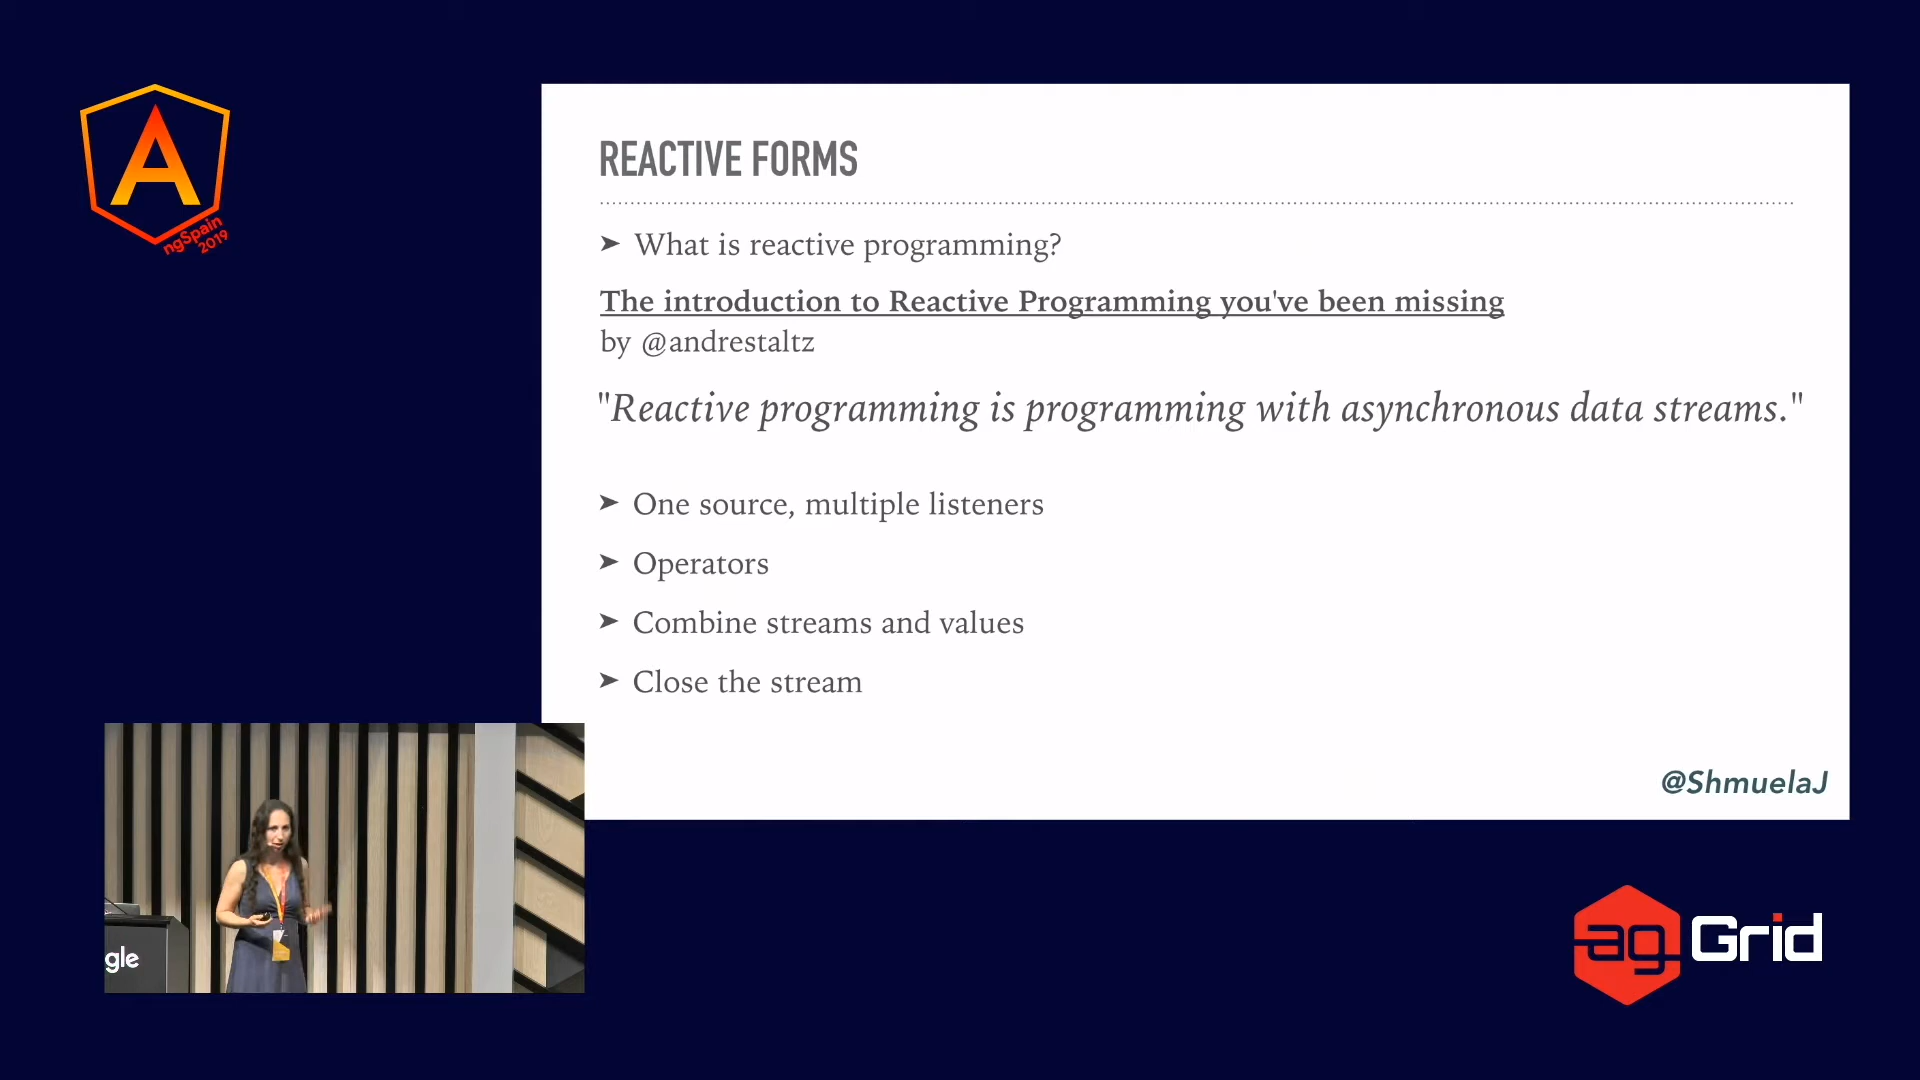 A
ngSpain
2019
REACTIVE FORMS
➤ What is reactive programming?
The introduction to Reactive Programming you've been missing
by @andrestaltz
"Reactive programming is programming with asynchronous data streams."
➤ One source, multiple listeners
➤ Operators
➤ Combine streams and values
➤ Close the stream
@ShmuelaJ
gle
ag Grid